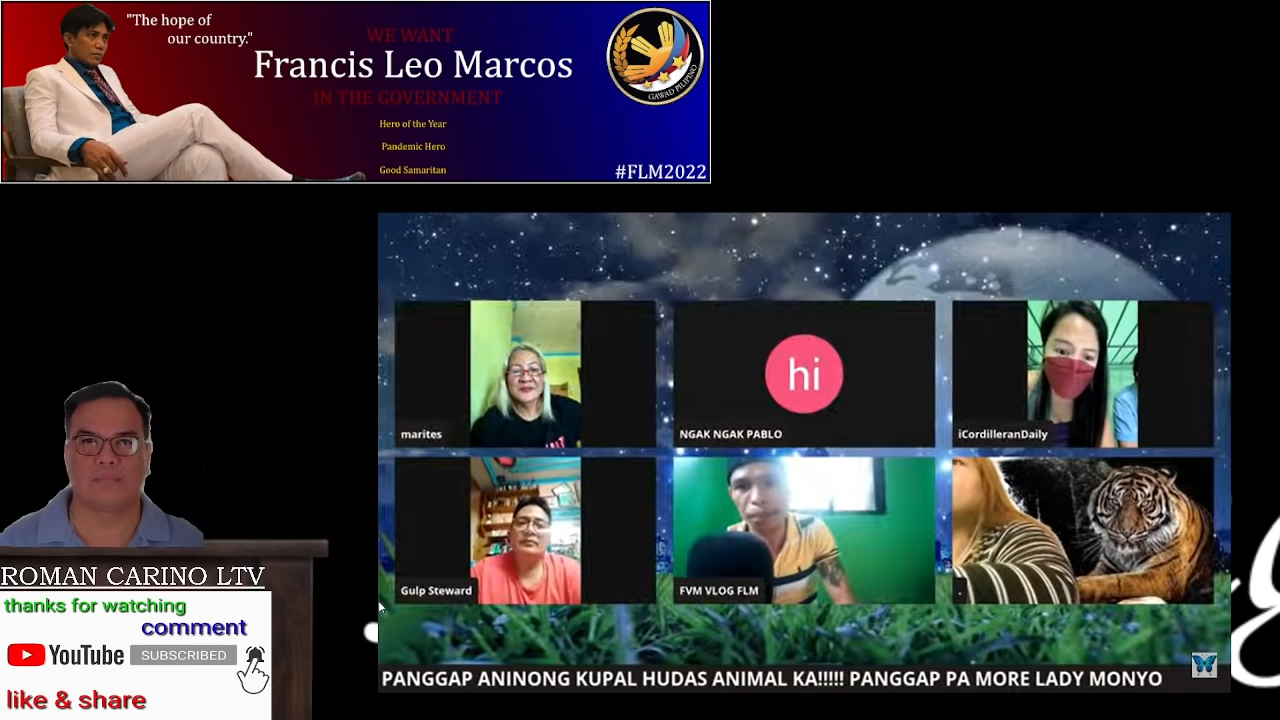 "The hope of
our country."
WE WANT
Francis Leo Marcos
IN THE GOVERNMENT
Hero of the Year
Pandemic Hero
Good Samaritan
GAWAD PILIPINO
#FLM2022
marites
hi
NGAK NGAK PABLO
iCordilleranDaily
Gulp Steward
FVM VLOG FLM
.
PANGGAP ANINONG KUPAL HUDAS ANIMAL KA!!!!! PANGGAP PA MORE LADY MONYO
ROMAN CARINO LTV
thanks for watching
comment
YouTube SUBSCRIBED
like & share